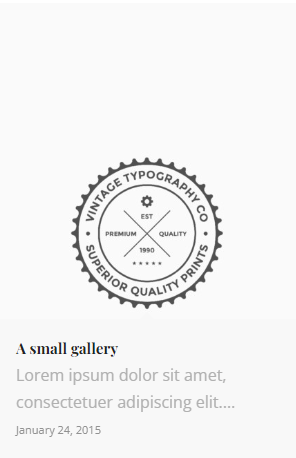 VINTAGE TYPOGRAPHY CO
EST
PREMIUM QUALITY
1990
SUPERIOR QUALITY PRINTS
A small gallery
Lorem ipsum dolor sit amet,
consectetuer adipiscing elit....
January 24, 2015